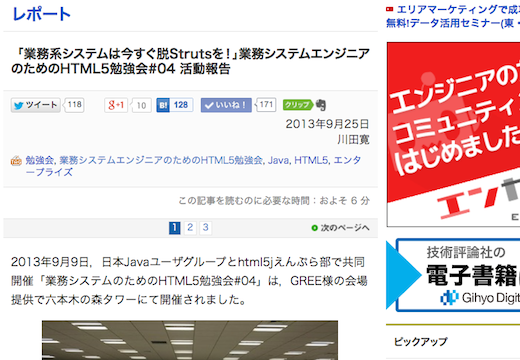 レポート
「業務系システムは今すぐ脱Strutsを！」業務システムエンジニア
のためのHTML5勉強会#04 活動報告
ツイート 118 g+1 10 B! 128 いいね！ 171 クリップ
2013年9月25日
川田寛
勉強会, 業務システムエンジニアのためのHTML5勉強会, Java, HTML5, エンタ
ープライズ
この記事を読むのに必要な時間：およそ 6 分
1 2 3 次のページへ
2013年9月9日，日本Javaユーザグループとhtml5jえんぷら部で共同
開催「業務システムのためのHTML5勉強会#04」は，GREE様の会場
提供で六本木の森タワーにて開催されました。
エリアマーケティングで成
無料!データ活用セミナー(東・
エンジニアの
コミュニティ
はじめました
技術評論社の
電子書籍
Gihyo Digit
ピックアップ